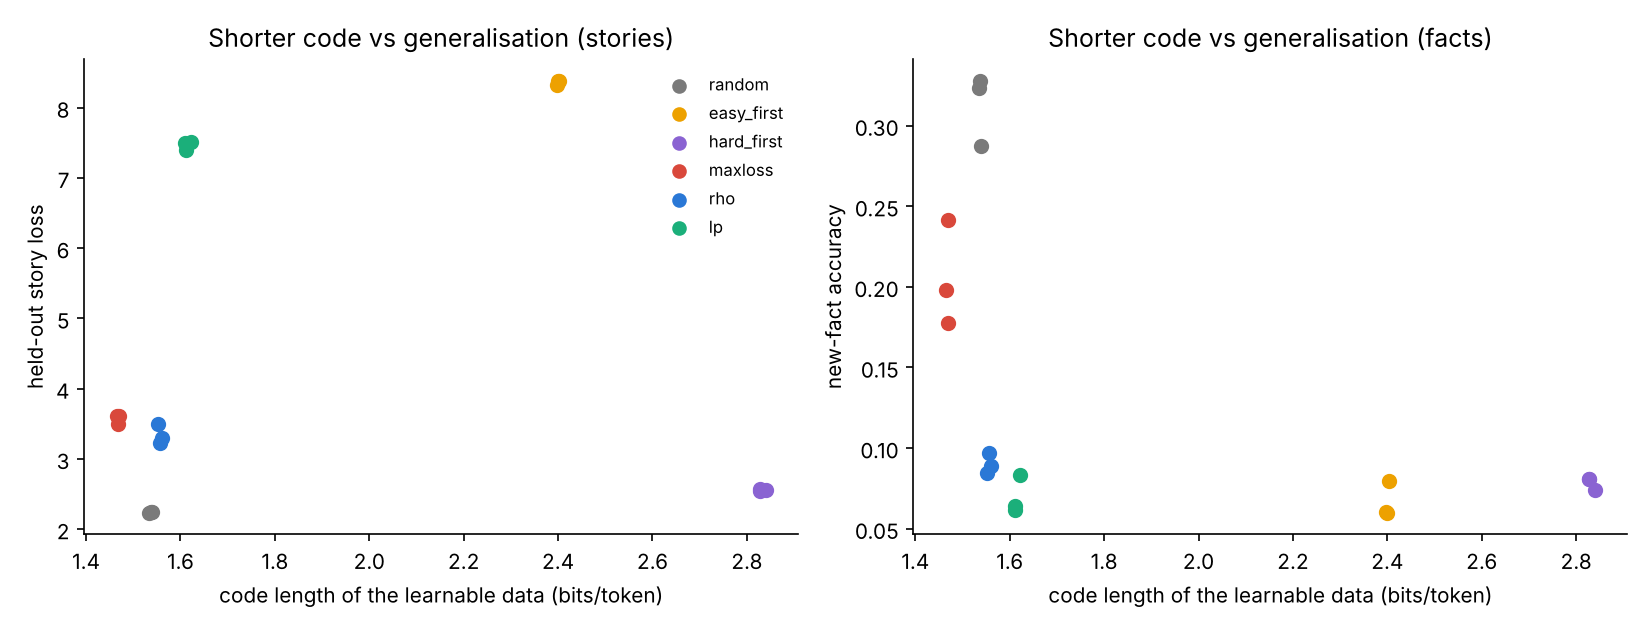 Shorter code vs generalisation (stories)
held-out story loss
8
7
6
5
4
3
2
1.4 1.6 1.8 2.0 2.2 2.4 2.6 2.8
code length of the learnable data (bits/token)
random
easy_first
hard_first
maxloss
rho
lp
Shorter code vs generalisation (facts)
new-fact accuracy
0.30
0.25
0.20
0.15
0.10
0.05
1.4 1.6 1.8 2.0 2.2 2.4 2.6 2.8
code length of the learnable data (bits/token)